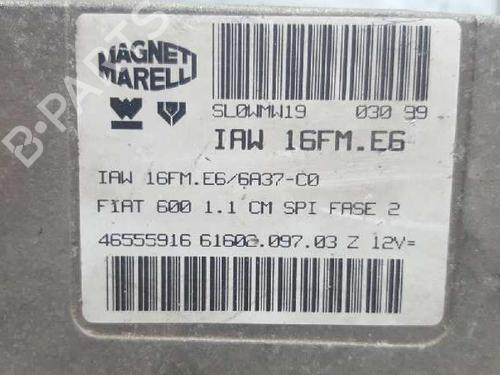 MAGNETI
MARELLI
SL0WMW19 030 99
IAW 16FM.E6
IAW 16FM.E6/6A37-C0
FIAT 600 1.1 CM SPI FASE 2
46555916 61602.097.03 Z 12V=
B-PARTS